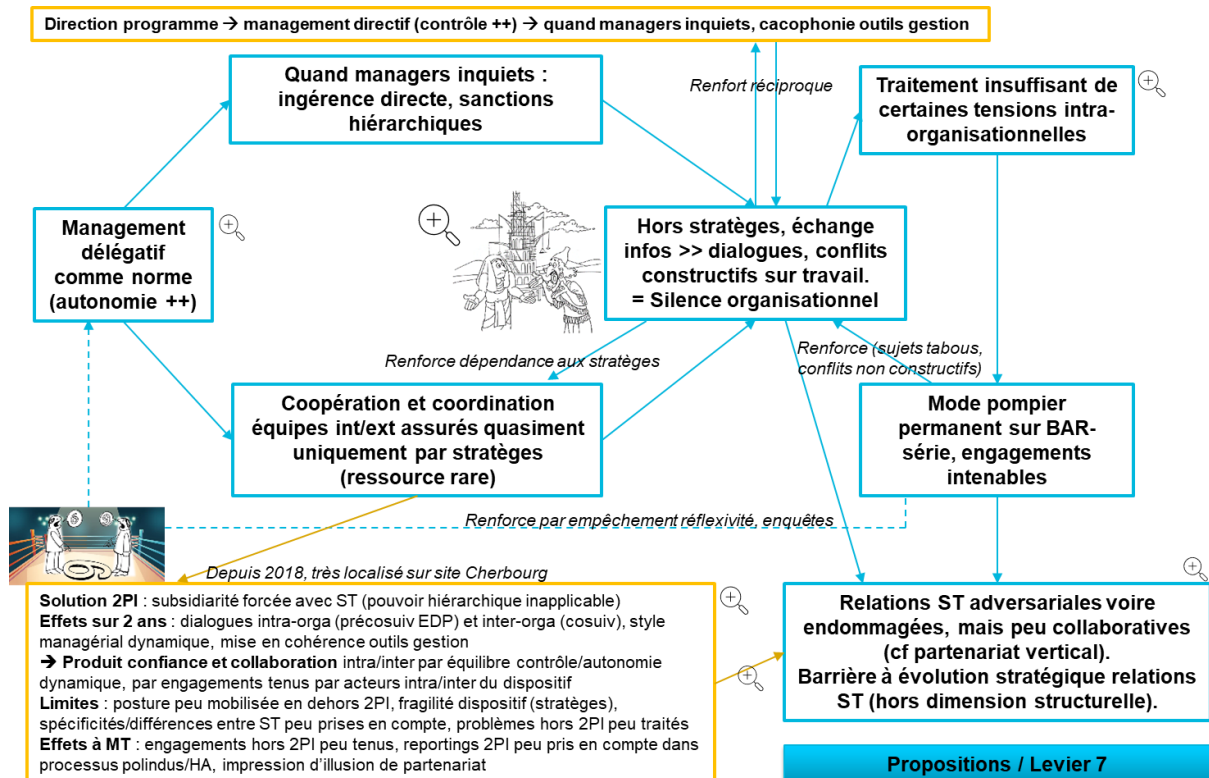 Direction programme → management directif (contrôle ++) → quand managers inquiets, cacophonie outils gestion
Quand managers inquiets :
ingérence directe, sanctions
hiérarchiques
Renfort réciproque
Traitement insuffisant de
certaines tensions intra-
organisationnelles
Management
délégatif
comme norme
(autonomie ++)
Hors stratèges, échange
infos >> dialogues, conflits
constructifs sur travail.
= Silence organisationnel
Renforce dépendance aux stratèges
Renforce (sujets tabous,
conflits non constructifs)
Coopération et coordination
équipes int/ext assurés quasiment
uniquement par stratèges
(ressource rare)
Mode pompier
permanent sur BAR-
série, engagements
intenables
Renforce par empêchement réflexivité, enquêtes
Depuis 2018, très localisé sur site Cherbourg
Solution 2PI : subsidiarité forcée avec ST (pouvoir hiérarchique inapplicable)
Effets sur 2 ans : dialogues intra-orga (précosuiv EDP) et inter-orga (cosuiv), style
managérial dynamique, mise en cohérence outils gestion
→ Produit confiance et collaboration intra/inter par équilibre contrôle/autonomie
dynamique, par engagements tenus par acteurs intra/inter du dispositif
Limites : posture peu mobilisée en dehors 2PI, fragilité dispositif (stratèges),
spécificités/différences entre ST peu prises en compte, problèmes hors 2PI peu traités
Effets à MT : engagements hors 2PI peu tenus, reportings 2PI peu pris en compte dans
processus polindus/HA, impression d'illusion de partenariat
Relations ST adversariales voire
endommagées, mais peu collaboratives
(cf partenariat vertical).
Barrière à évolution stratégique relations
ST (hors dimension structurelle).
Propositions / Levier 7